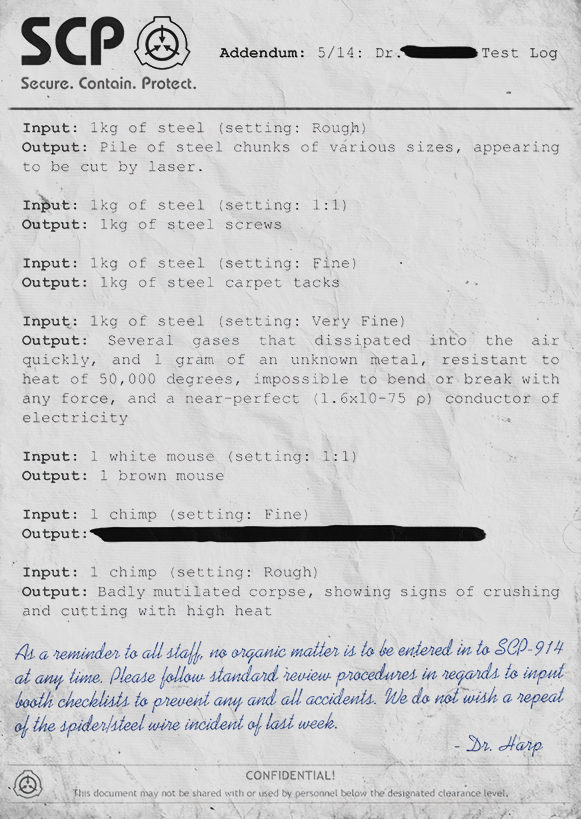 SCP
Secure. Contain. Protect.
Addendum: 5/14: Dr. Test Log
Input: 1kg of steel (setting: Rough)
Output: Pile of steel chunks of various sizes, appearing
to be cut by laser.
Input: 1kg of steel (setting: 1:1)
Output: 1kg of steel screws
Input: 1kg of steel (setting: Fine)
Output: 1kg of steel carpet tacks
Input: 1kg of steel (setting: Very Fine)
Output: Several gases that dissipated into the air
quickly, and 1 gram of an unknown metal, resistant to
heat of 50,000 degrees, impossible to bend or break with
any force, and a near-perfect (1.6x10-75 ρ) conductor of
electricity
Input: 1 white mouse (setting: 1:1)
Output: 1 brown mouse
Input: 1 chimp (setting: Fine)
Output:
Input: 1 chimp (setting: Rough)
Output: Badly mutilated corpse, showing signs of crushing
and cutting with high heat
As a reminder to all staff, no organic matter is to be entered in to SCP-914
at any time. Please follow standard review procedures in regards to input
booth checklists to prevent any and all accidents. We do not wish a repeat
of the spider/steel wire incident of last week.
- Dr. Harp
CONFIDENTIAL!
This document may not be shared with or used by personnel below the designated clearance level.